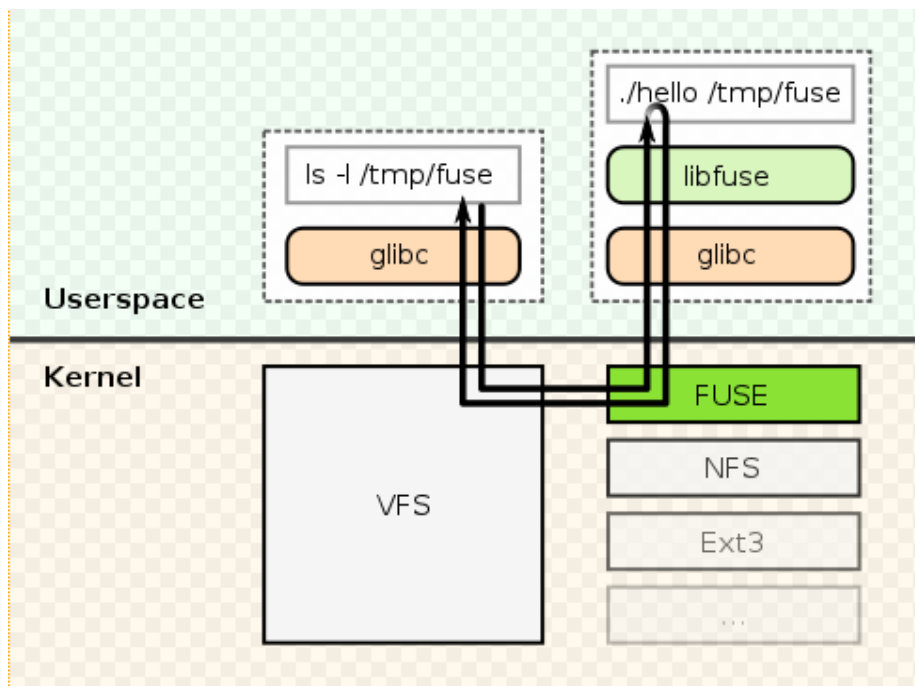 ./hello /tmp/fuse
ls -l /tmp/fuse
libfuse
glibc
glibc
Userspace
Kernel
FUSE
NFS
VFS
Ext3
...